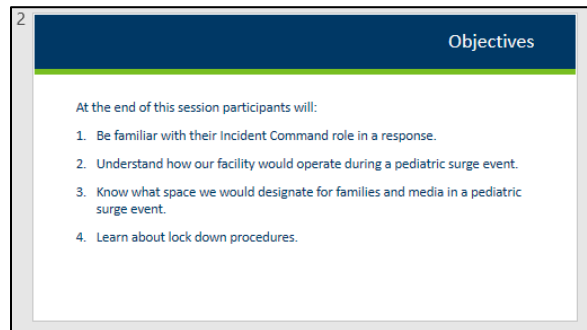 2
Objectives
At the end of this session participants will:
1. Be familiar with their Incident Command role in a response.
2. Understand how our facility would operate during a pediatric surge event.
3. Know what space we would designate for families and media in a pediatric
surge event.
4. Learn about lock down procedures.